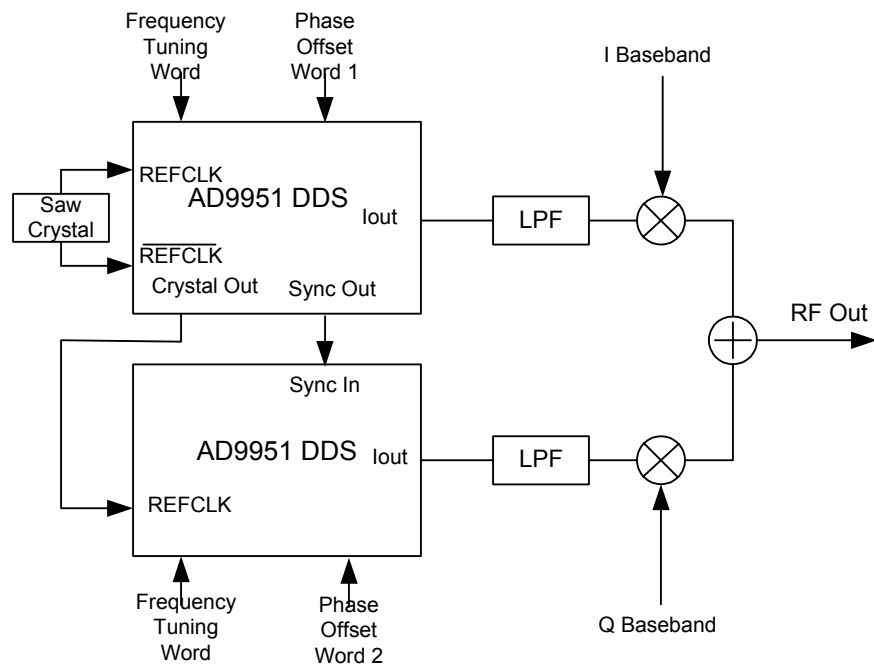 Frequency
Tuning
Word
Phase
Offset
Word 1
I Baseband
REFCLK
AD9951 DDS
Saw
Crystal
Iout
LPF
REFCLK
Crystal Out
Sync Out
RF Out
Sync In
AD9951 DDS
Iout
LPF
REFCLK
Frequency
Tuning
Word
Phase
Offset
Word 2
Q Baseband